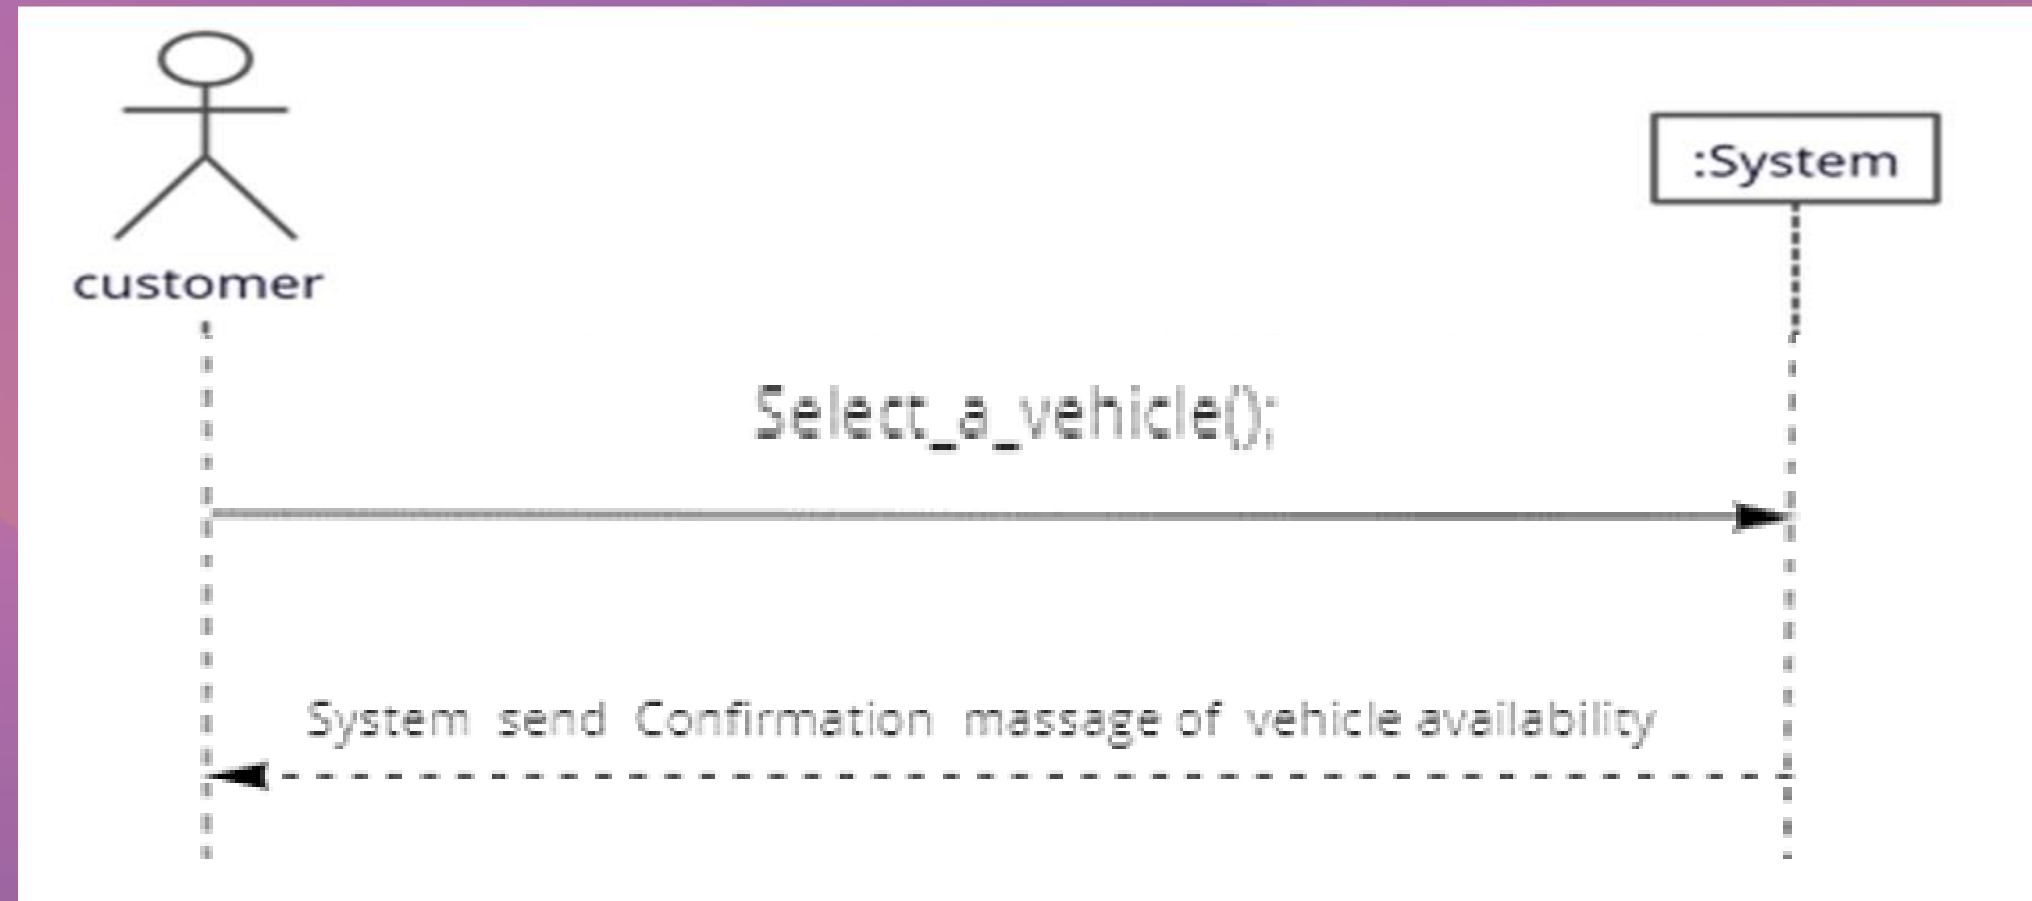 :System
customer
Select_a_vehicle();
System send Confirmation massage of vehicle availability